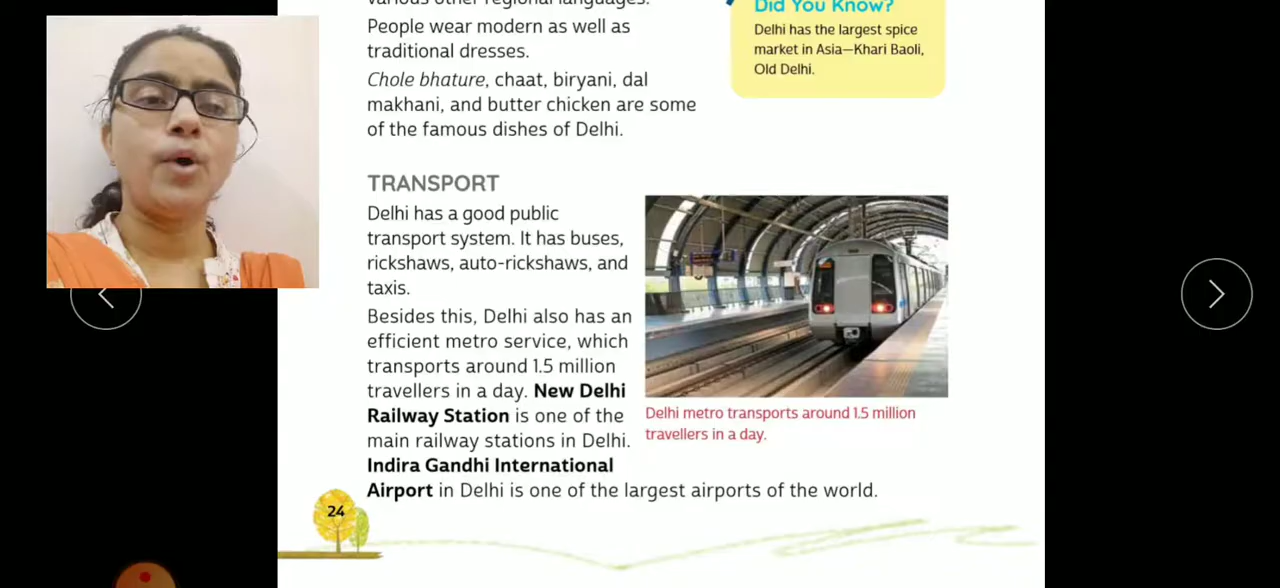 various other regional languages.
People wear modern as well as
traditional dresses.
Chole bhature, chaat, biryani, dal
makhani, and butter chicken are some
of the famous dishes of Delhi.
Did You Know?
Delhi has the largest spice
market in Asia—Khari Baoli,
Old Delhi.
TRANSPORT
Delhi has a good public
transport system. It has buses,
rickshaws, auto-rickshaws, and
taxis.
Besides this, Delhi also has an
efficient metro service, which
transports around 1.5 million
travellers in a day. New Delhi
Railway Station is one of the
main railway stations in Delhi.
Indira Gandhi International
Airport in Delhi is one of the largest airports of the world.
Delhi metro transports around 1.5 million
travellers in a day.
24